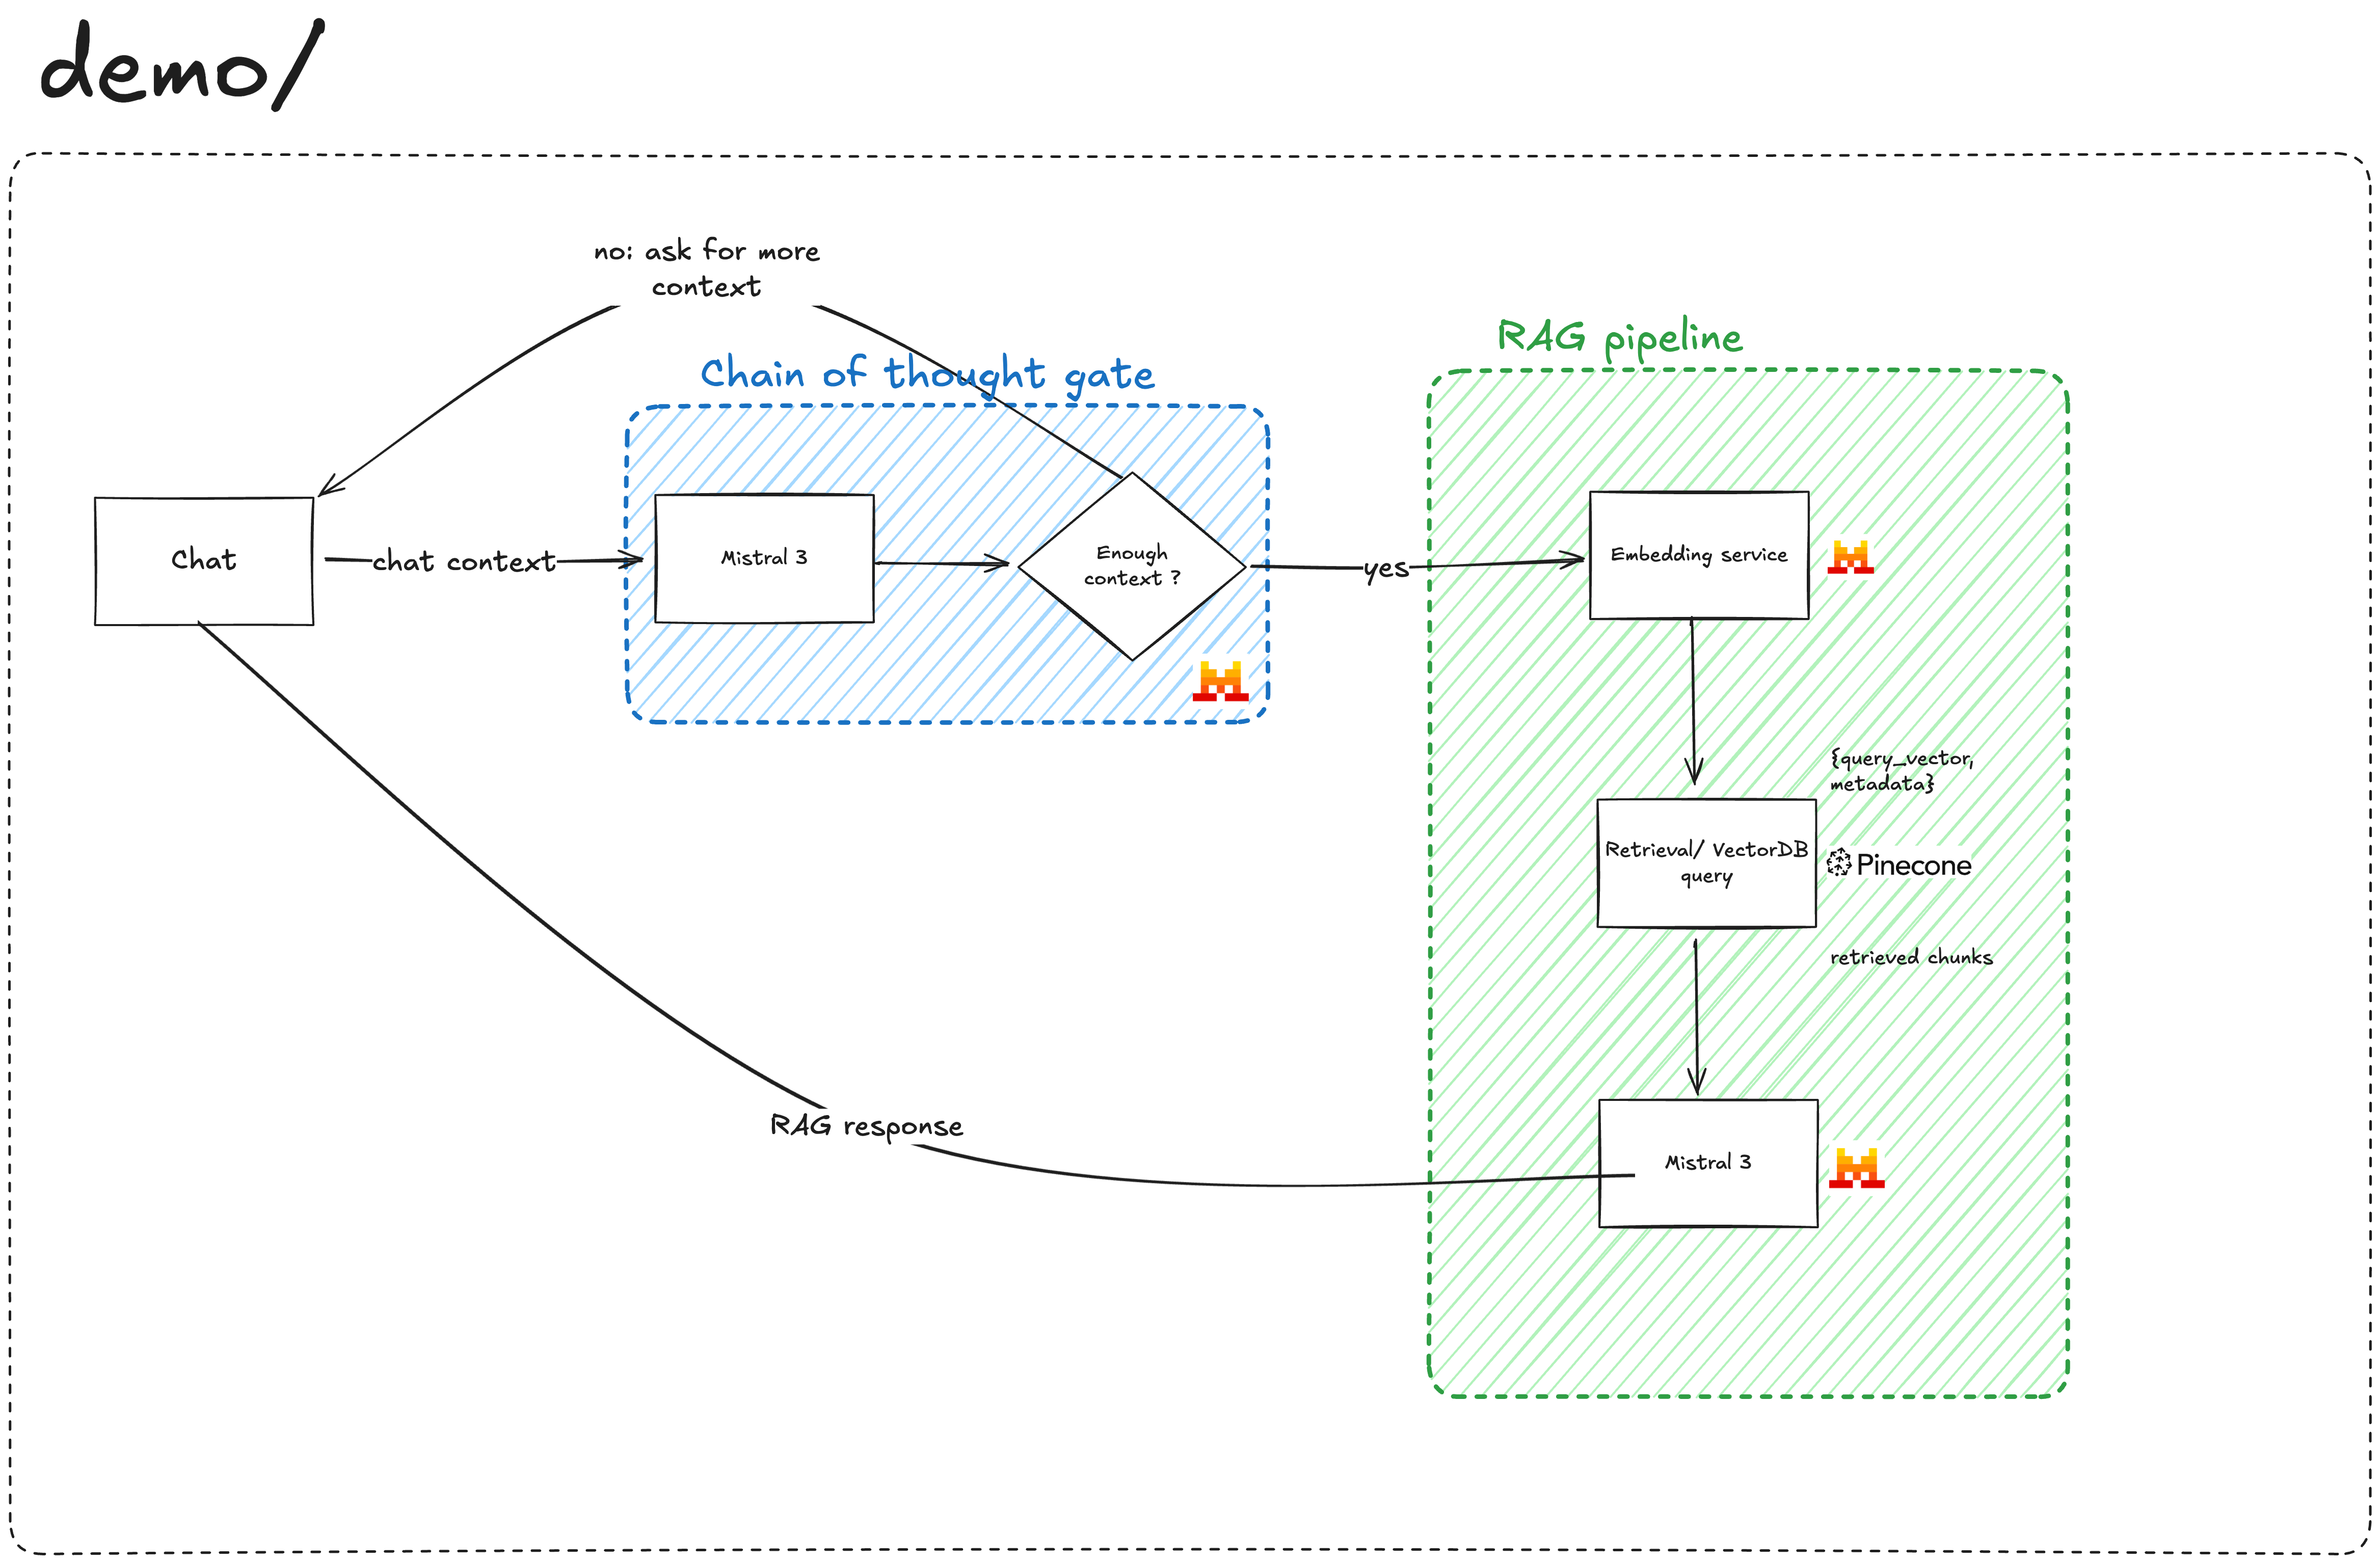 demo/
no: ask for more
context
Chain of thought gate
RAG pipeline
Chat
chat context
Mistral 3
Enough
context ?
yes
Embedding service
{query_vector,
metadata}
Retrieval/ VectorDB
query
Pinecone
retrieved chunks
RAG response
Mistral 3